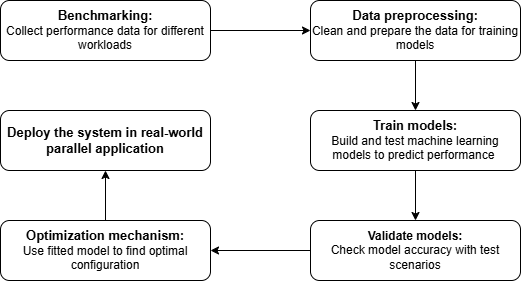 Benchmarking:
Collect performance data for different
workloads
Data preprocessing:
Clean and prepare the data for training
models
Train models:
Build and test machine learning
models to predict performance
Validate models:
Check model accuracy with test
scenarios
Optimization mechanism:
Use fitted model to find optimal
configuration
Deploy the system in real-world
parallel application